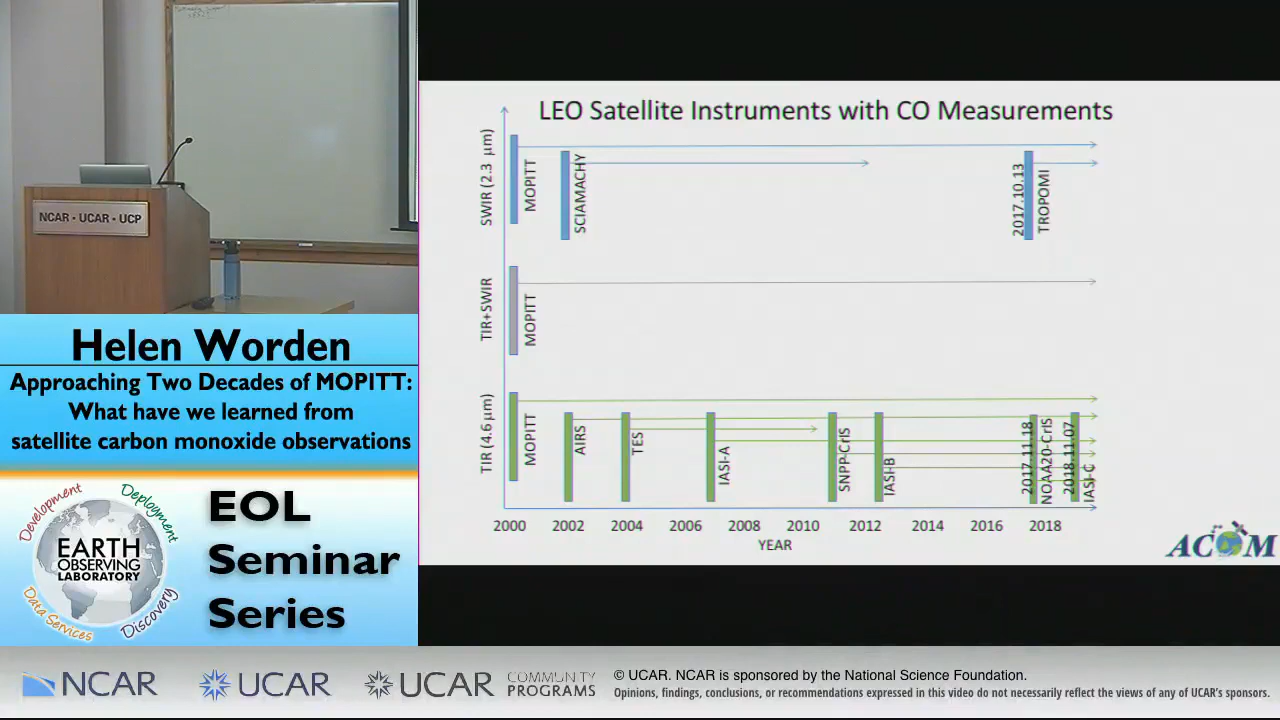 NCAR • UCAR • UCP
Helen Worden
Approaching Two Decades of MOPITT:
What have we learned from
satellite carbon monoxide observations
Development
Deployment
EARTH
OBSERVING
LABORATORY
Data Services
Discovery
EOL
Seminar
Series
LEO Satellite Instruments with CO Measurements
SWIR (2.3 μm)
MOPITT
SCIAMACHY
2017.10.13
TROPOMI
TIR+SWIR
MOPITT
TIR (4.6 μm)
MOPITT
AIRS
TES
IASI-A
SNPP-CrIS
IASI-B
2017.11.18
NOAA20-CrIS
2018.11.07
IASI-C
2000 2002 2004 2006 2008 2010 2012 2014 2016 2018
YEAR
ACOM
NCAR
UCAR
UCAR
COMMUNITY
PROGRAMS
© UCAR. NCAR is sponsored by the National Science Foundation.
Opinions, findings, conclusions, or recommendations expressed in this video do not necessarily reflect the views of any of UCAR's sponsors.